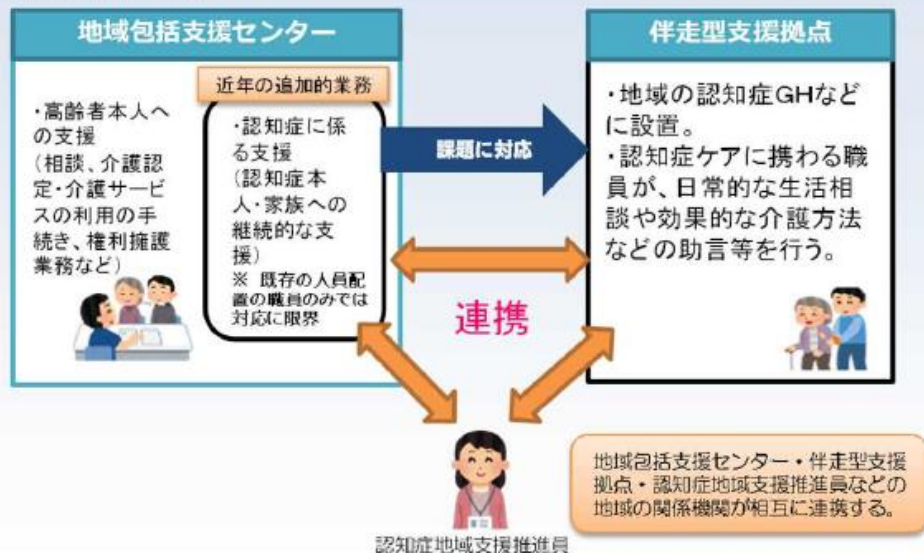 地域包括支援センター
・高齢者本人へ
の支援
(相談、介護認
定・介護サービ
スの利用の手
続き、権利擁護
業務など)
近年の追加的業務
・認知症に係
る支援
(認知症本
人・家族への
継続的な支
援)
※ 既存の人員配
置の職員のみでは
対応に限界
課題に対応
連携
伴走型支援拠点
・地域の認知症GHなど
に設置。
・認知症ケアに携わる職
員が、日常的な生活相
談や効果的な介護方法
などの助言等を行う。
認知症地域支援推進員
地域包括支援センター・伴走型支援
拠点・認知症地域支援推進員などの
地域の関係機関が相互に連携する。